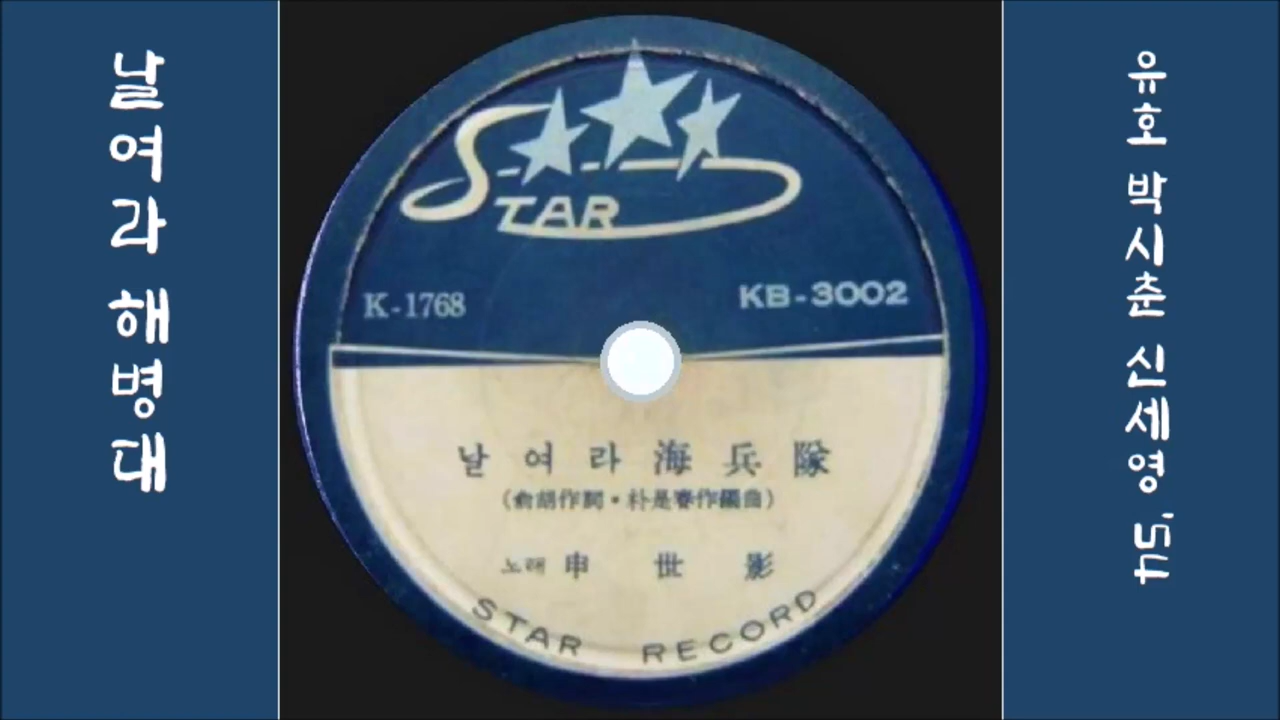 날여라 해병대
STAR
K-1768
KB-3002
날여라海兵隊
(兪湖作詞・朴是春作編曲)
노래 申世影
STAR RECORD
유호 박시춘 신세영 '54